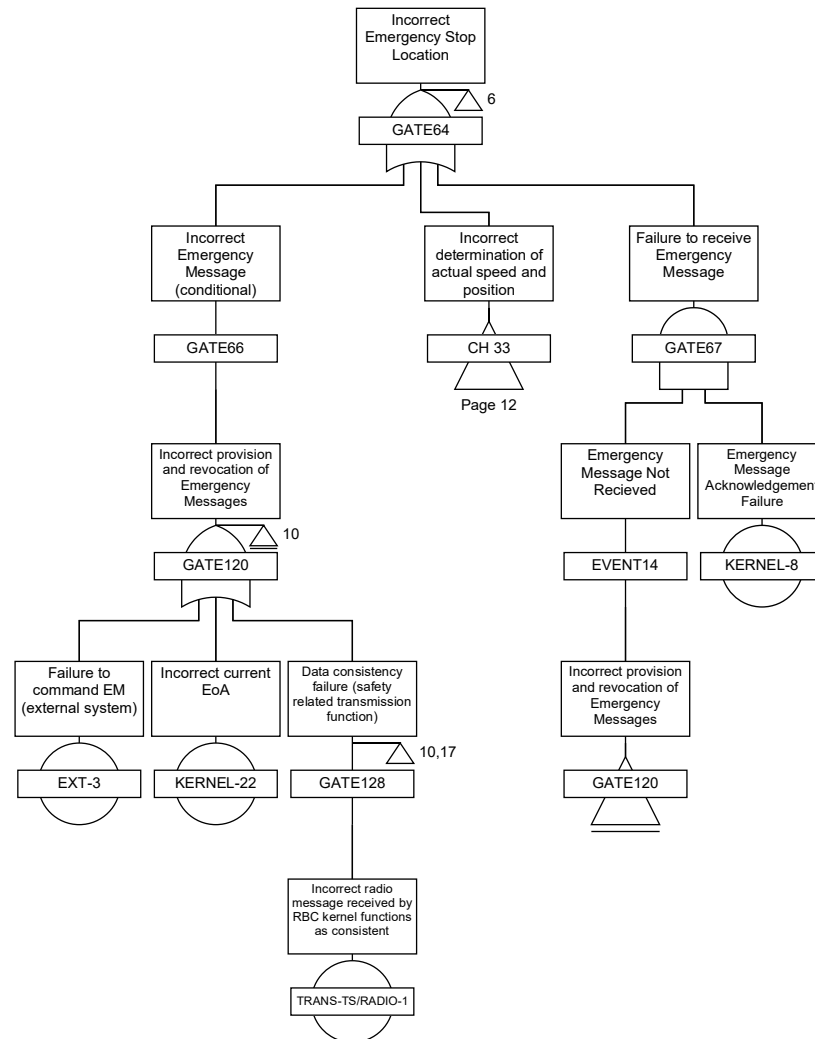 Incorrect
Emergency Stop
Location
6
GATE64
Incorrect
Emergency
Message
(conditional)
GATE66
Incorrect
determination of
actual speed and
position
CH 33
Page 12
Failure to receive
Emergency
Message
GATE67
Incorrect provision
and revocation of
Emergency
Messages
10
GATE120
Emergency
Message Not
Recieved
EVENT14
Emergency
Message
Acknowledgement
Failure
KERNEL-8
Failure to
command EM
(external system)
EXT-3
Incorrect current
EoA
KERNEL-22
Data consistency
failure (safety
related transmission
function)
10,17
GATE128
Incorrect provision
and revocation of
Emergency
Messages
GATE120
Incorrect radio
message received by
RBC kernel functions
as consistent
TRANS-TS/RADIO-1